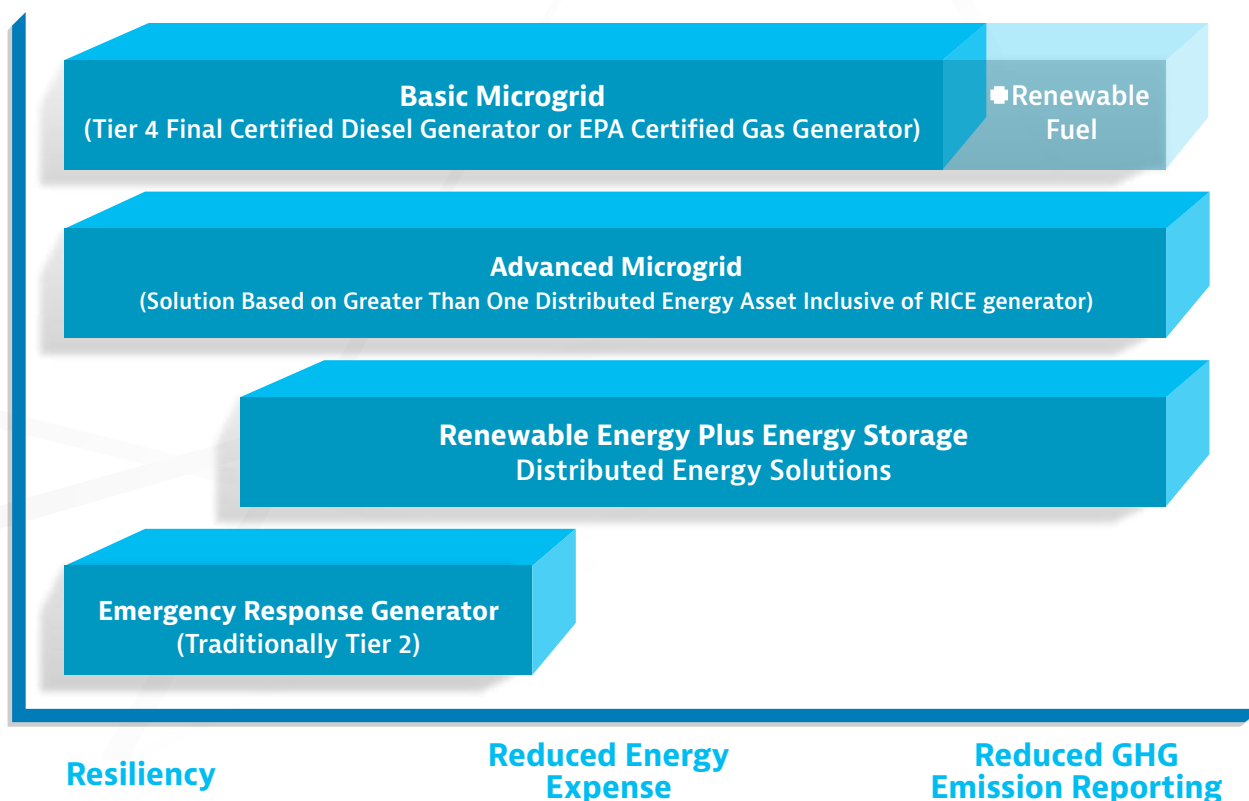 Basic Microgrid
(Tier 4 Final Certified Diesel Generator or EPA Certified Gas Generator)
Renewable
Fuel
Advanced Microgrid
(Solution Based on Greater Than One Distributed Energy Asset Inclusive of RICE generator)
Renewable Energy Plus Energy Storage
Distributed Energy Solutions
Emergency Response Generator
(Traditionally Tier 2)
Resiliency
Reduced Energy
Expense
Reduced GHG
Emission Reporting